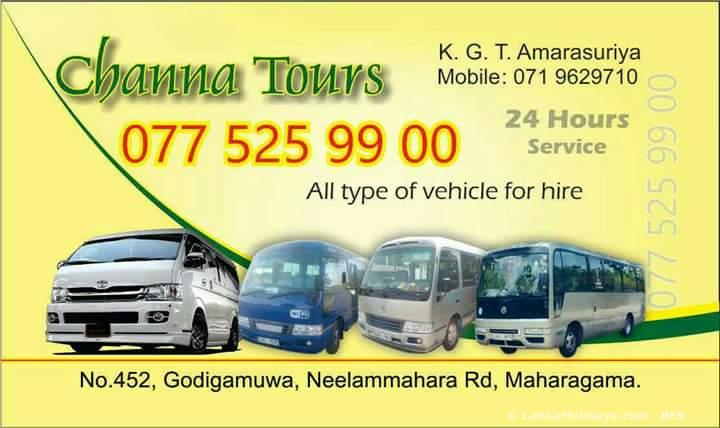 Channa Tours
K. G. T. Amarasuriya
Mobile: 071 9629710
077 525 99 00
24 Hours
Service
All type of vehicle for hire
077 525 99 00
No.452, Godigamuwa, Neelammahara Rd, Maharagama.
© LankaHolidays.com